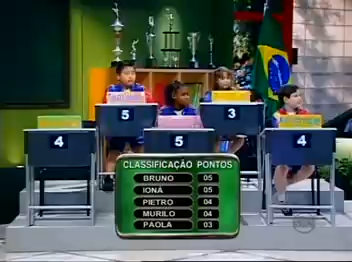 5
3
4
5
4
CLASSIFICAÇÃO PONTOS
BRUNO 05
IONÁ 05
PIETRO 04
MURILO 04
PAOLA 03